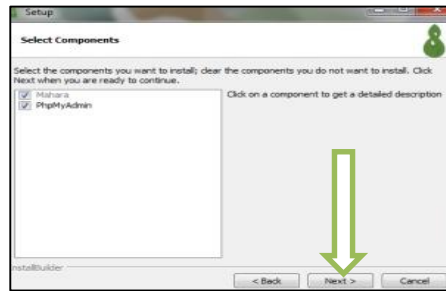 Setup
Select Components
Select the components you want to install; clear the components you do not want to install. Click
Next when you are ready to continue.
Mahara
PhpMyAdmin
Click on a component to get a detailed description
InstallBuilder
< Back
Next >
Cancel